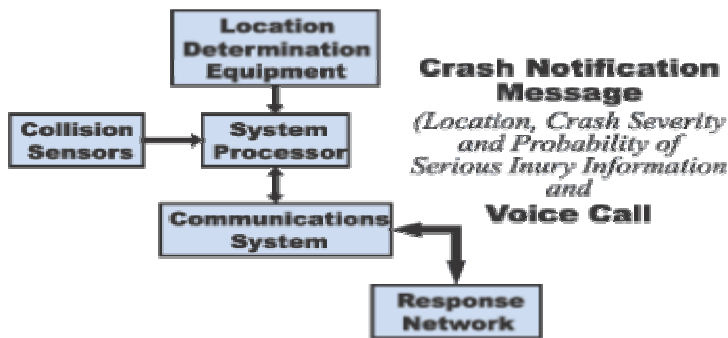 Location
Determination
Equipment
Crash Notification
Message
(Location, Crash Severity
and Probability of
Serious Inury Information
and
Voice Call
Collision
Sensors
System
Processor
Communications
System
Response
Network